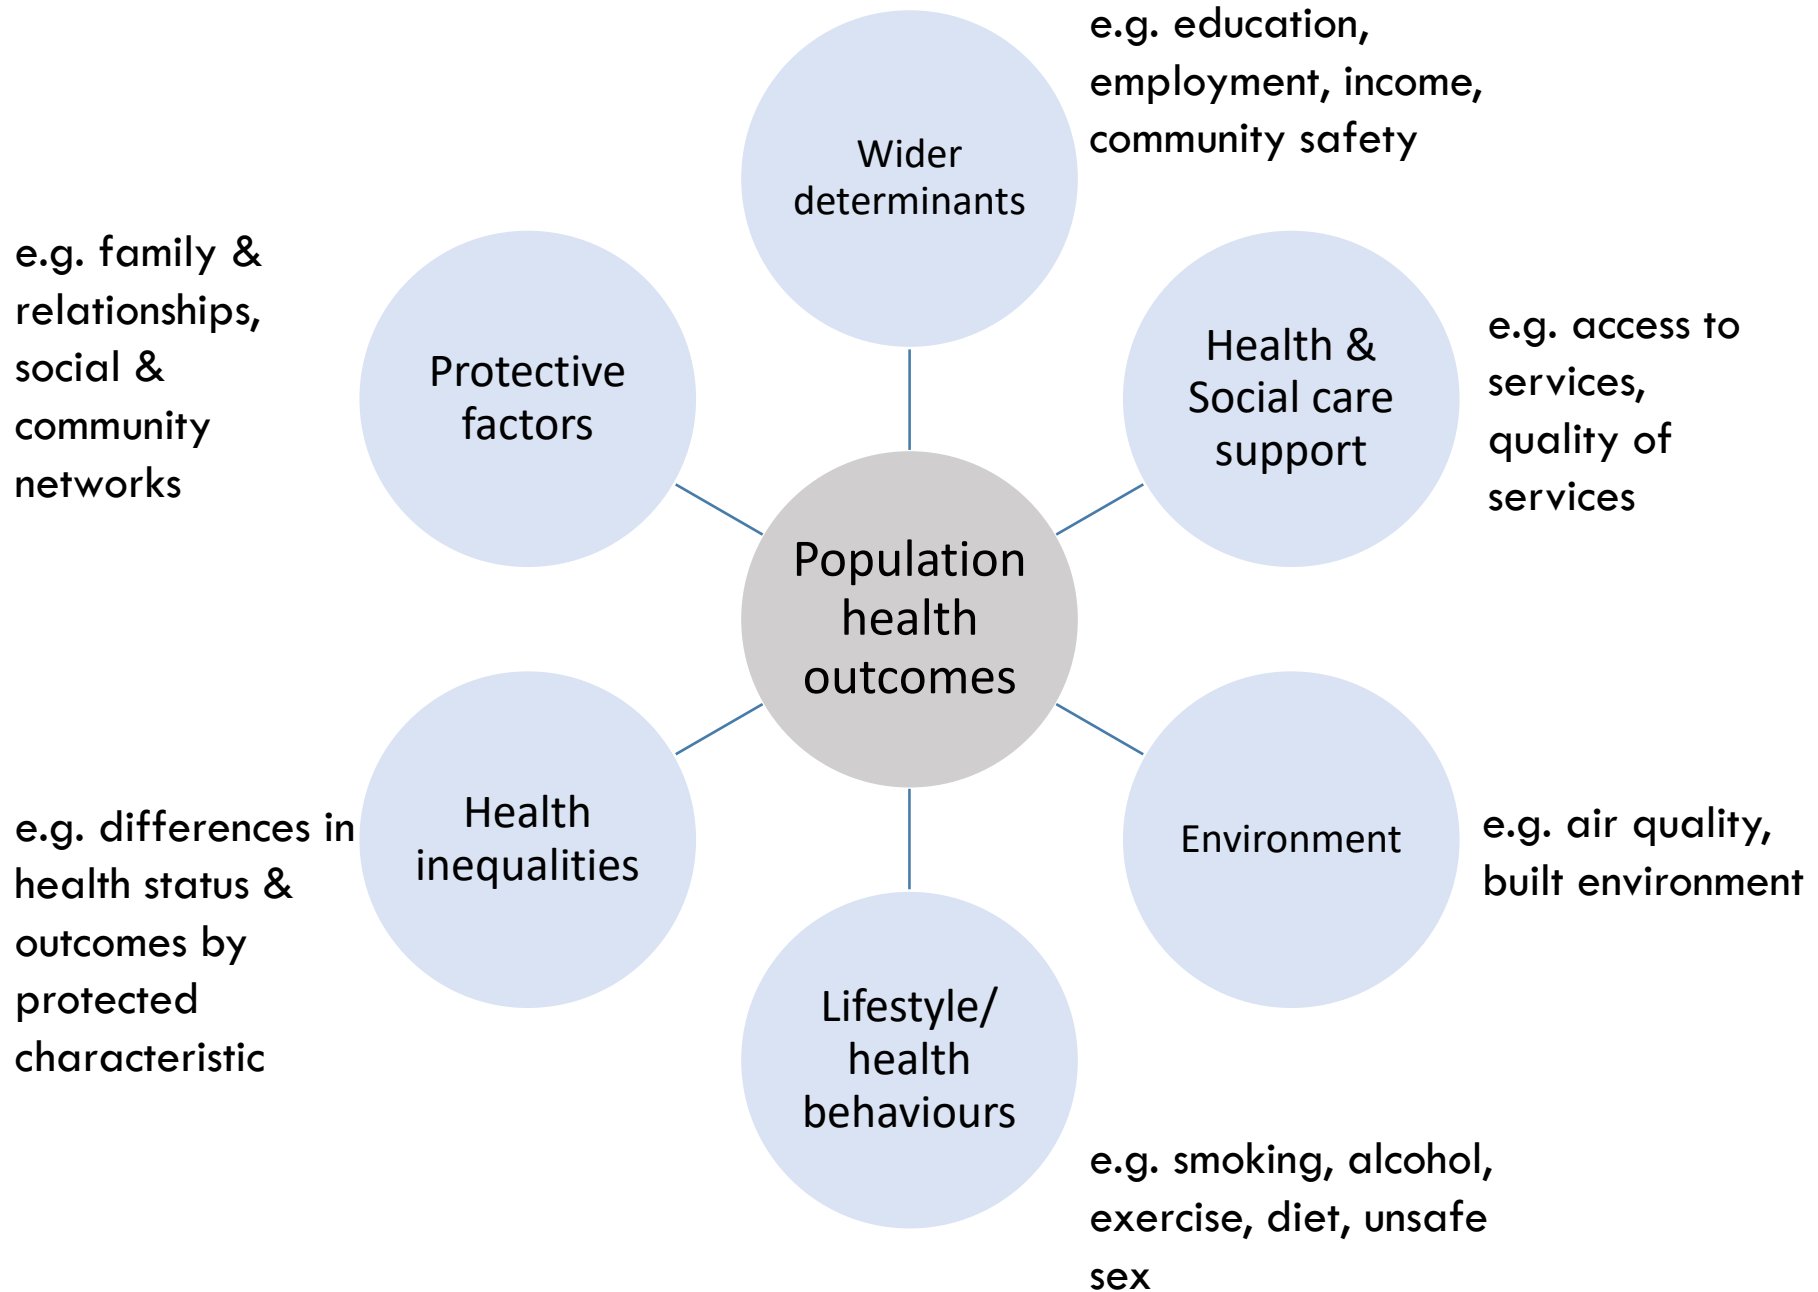 e.g. education,
employment, income,
community safety
Wider
determinants
e.g. family &
relationships,
social &
community
networks
Protective
factors
Health &
Social care
support
e.g. access to
services,
quality of
services
Population
health
outcomes
e.g. differences in
health status &
outcomes by
protected
characteristic
Health
inequalities
Environment
e.g. air quality,
built environment
Lifestyle/
health
behaviours
e.g. smoking, alcohol,
exercise, diet, unsafe
sex